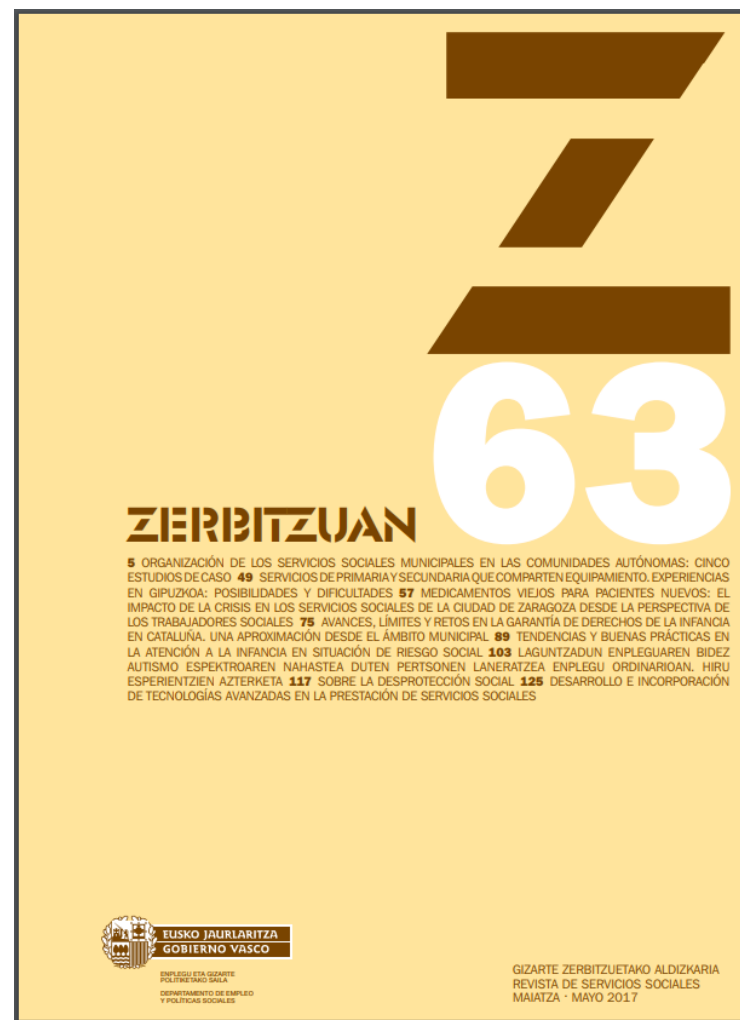 Z
63
ZERBITZUAN
5 ORGANIZACIÓN DE LOS SERVICIOS SOCIALES MUNICIPALES EN LAS COMUNIDADES AUTÓNOMAS: CINCO
ESTUDIOS DE CASO 49 SERVICIOS DE PRIMARIA Y SECUNDARIA QUE COMPARTEN EQUIPAMIENTO. EXPERIENCIAS
EN GIPUZKOA: POSIBILIDADES Y DIFICULTADES 57 MEDICAMENTOS VIEJOS PARA PACIENTES NUEVOS: EL
IMPACTO DE LA CRISIS EN LOS SERVICIOS SOCIALES DE LA CIUDAD DE ZARAGOZA DESDE LA PERSPECTIVA DE
LOS TRABAJADORES SOCIALES 75 AVANCES, LÍMITES Y RETOS EN LA GARANTÍA DE DERECHOS DE LA INFANCIA
EN CATALUÑA. UNA APROXIMACIÓN DESDE EL ÁMBITO MUNICIPAL 89 TENDENCIAS Y BUENAS PRÁCTICAS EN
LA ATENCIÓN A LA INFANCIA EN SITUACIÓN DE RIESGO SOCIAL 103 LAGUNTZADUN ENPLEGUAREN BIDEZ
AUTISMO ESPEKTROAREN NAHASTEA DUTEN PERTSONEN LANERATZEA ENPLEGU ORDINARIOAN. HIRU
ESPERIENTZIEN AZTERKETA 117 SOBRE LA DESPROTECCIÓN SOCIAL 125 DESARROLLO E INCORPORACIÓN
DE TECNOLOGÍAS AVANZADAS EN LA PRESTACIÓN DE SERVICIOS SOCIALES
EUSKO JAURLARITZA
GOBIERNO VASCO
ENPLEGU ETA GIZARTE
POLITIKETAKO SAILA
DEPARTAMENTO DE EMPLEO
Y POLÍTICAS SOCIALES
GIZARTE ZERBITZUETAKO ALDIZKARIA
REVISTA DE SERVICIOS SOCIALES
MAIATZA · MAYO 2017